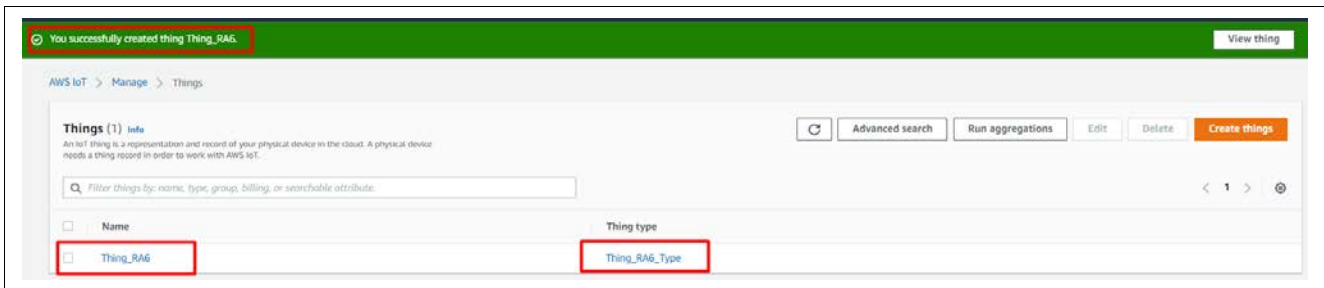 You successfully created thing Thing_RA6.
View thing
AWS IoT > Manage > Things
Things (1) Info
Advanced search
Run aggregations
Edit
Delete
Create things
An IoT thing is a representation and record of your physical device in the cloud. A physical device
needs a thing record in order to work with AWS IoT.
Filter things by: name, type, group, billing, or searchable attribute.
< 1 >
Name
Thing type
Thing_RA6
Thing_RA6_Type